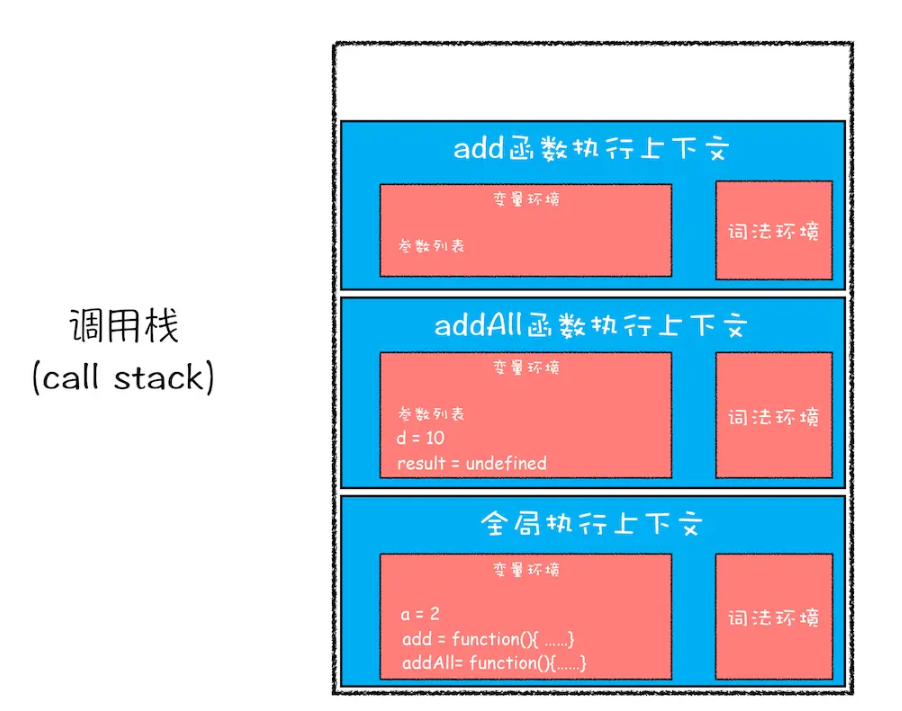 调用栈
(call stack)
add函数执行上下文
变量环境
参数列表
词法环境
addAll函数执行上下文
变量环境
参数列表
d = 10
result = undefined
词法环境
全局执行上下文
变量环境
a = 2
add = function(){ ......}
addAll= function(){......}
词法环境